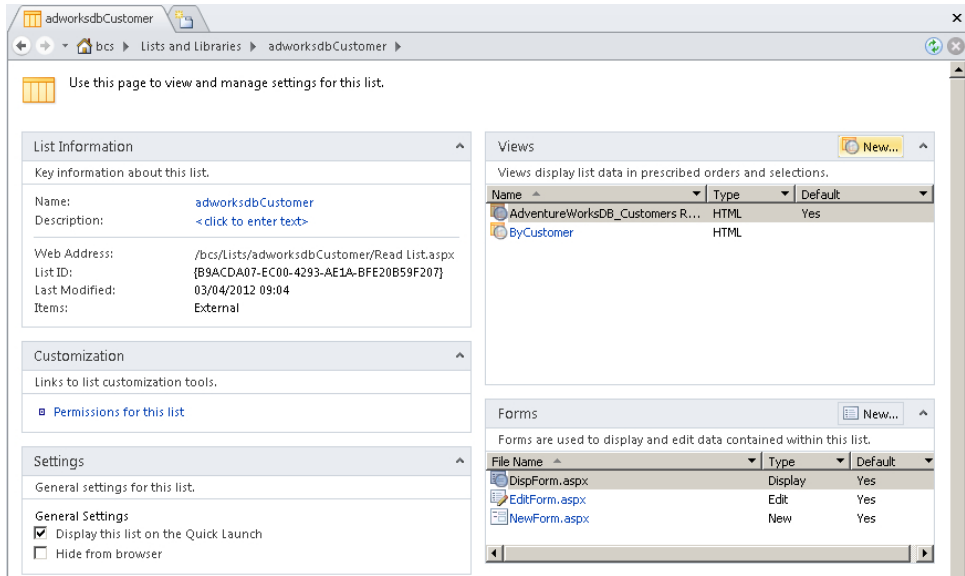 adworksdbCustomer
bcs Lists and Libraries adworksdbCustomer
Use this page to view and manage settings for this list.
List Information
Key information about this list.
Name: adworksdbCustomer
Description: <click to enter text>
Web Address: /bcs/Lists/adworksdbCustomer/Read List.aspx
List ID: {B9ACDA07-EC00-4293-AE1A-BFE20B59F207}
Last Modified: 03/04/2012 09:04
Items: External
Customization
Links to list customization tools.
Permissions for this list
Settings
General settings for this list.
General Settings
Display this list on the Quick Launch
Hide from browser
Views New...
Views display list data in prescribed orders and selections.
Name Type Default
AdventureWorksDB_Customers R... HTML Yes
ByCustomer HTML
Forms New...
Forms are used to display and edit data contained within this list.
File Name Type Default
DispForm.aspx Display Yes
EditForm.aspx Edit Yes
NewForm.aspx New Yes